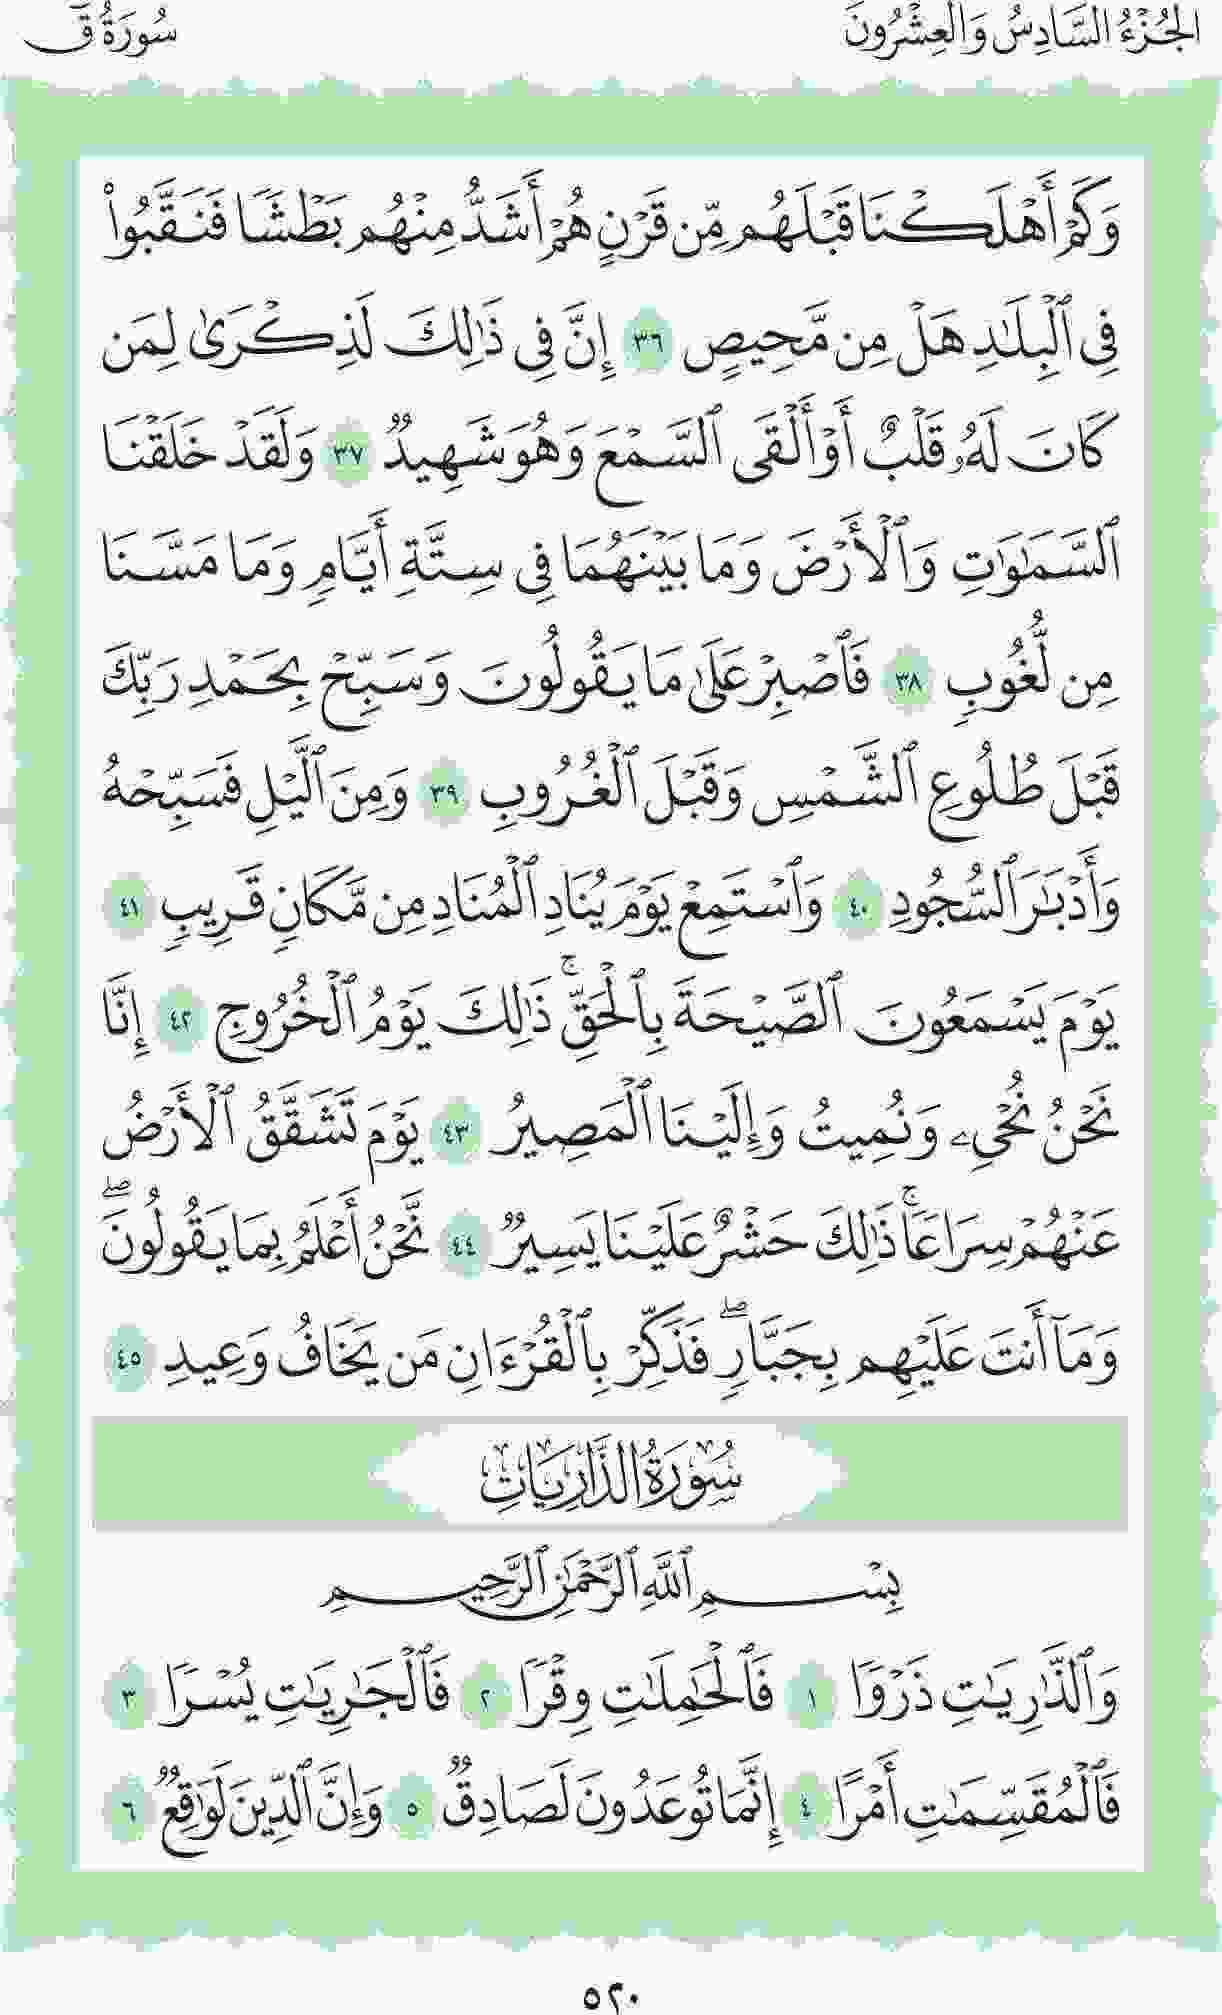 الجُزْءُ السَّادِسُ وَالعِشْرُونَ
سُورَةُ قٓ
وَكَمْ أَهْلَكْنَا قَبْلَهُم مِّن قَرْنٍ هُمْ أَشَدُّ مِنْهُم بَطْشًا فَنَقَّبُوا۟
فِى ٱلْبِلَـٰدِ هَلْ مِن مَّحِيصٍ ٣٦ إِنَّ فِى ذَٰلِكَ لَذِكْرَىٰ لِمَن
كَانَ لَهُۥ قَلْبٌ أَوْ أَلْقَى ٱلسَّمْعَ وَهُوَ شَهِيدٌ ٣٧ وَلَقَدْ خَلَقْنَا
ٱلسَّمَـٰوَٰتِ وَٱلْأَرْضَ وَمَا بَيْنَهُمَا فِى سِتَّةِ أَيَّامٍ وَمَا مَسَّنَا
مِن لُّغُوبٍ ٣٨ فَٱصْبِرْ عَلَىٰ مَا يَقُولُونَ وَسَبِّحْ بِحَمْدِ رَبِّكَ
قَبْلَ طُلُوعِ ٱلشَّمْسِ وَقَبْلَ ٱلْغُرُوبِ ٣٩ وَمِنَ ٱلَّيْلِ فَسَبِّحْهُ
وَأَدْبَـٰرَ ٱلسُّجُودِ ٤٠ وَٱسْتَمِعْ يَوْمَ يُنَادِ ٱلْمُنَادِ مِن مَّكَانٍ قَرِيبٍ ٤١
يَوْمَ يَسْمَعُونَ ٱلصَّيْحَةَ بِٱلْحَقِّ ۚ ذَٰلِكَ يَوْمُ ٱلْخُرُوجِ ٤٢ إِنَّا
نَحْنُ نُحْىِۦ وَنُمِيتُ وَإِلَيْنَا ٱلْمَصِيرُ ٤٣ يَوْمَ تَشَقَّقُ ٱلْأَرْضُ
عَنْهُمْ سِرَاعًا ۚ ذَٰلِكَ حَشْرٌ عَلَيْنَا يَسِيرٌ ٤٤ نَّحْنُ أَعْلَمُ بِمَا يَقُولُونَ ۖ
وَمَآ أَنتَ عَلَيْهِم بِجَبَّارٍ ۖ فَذَكِّرْ بِٱلْقُرْءَانِ مَن يَخَافُ وَعِيدِ ٤٥
سُورَةُ الذَّارِيَاتِ
بِسْمِ ٱللَّهِ ٱلرَّحْمَـٰنِ ٱلرَّحِيمِ
وَٱلذَّٰرِيَـٰتِ ذَرْوًا ١ فَٱلْحَـٰمِلَـٰتِ وِقْرًا ٢ فَٱلْجَـٰرِيَـٰتِ يُسْرًا ٣
فَٱلْمُقَسِّمَـٰتِ أَمْرًا ٤ إِنَّمَا تُوعَدُونَ لَصَادِقٌ ٥ وَإِنَّ ٱلدِّينَ لَوَٰقِعٌ ٦
٥٢٠